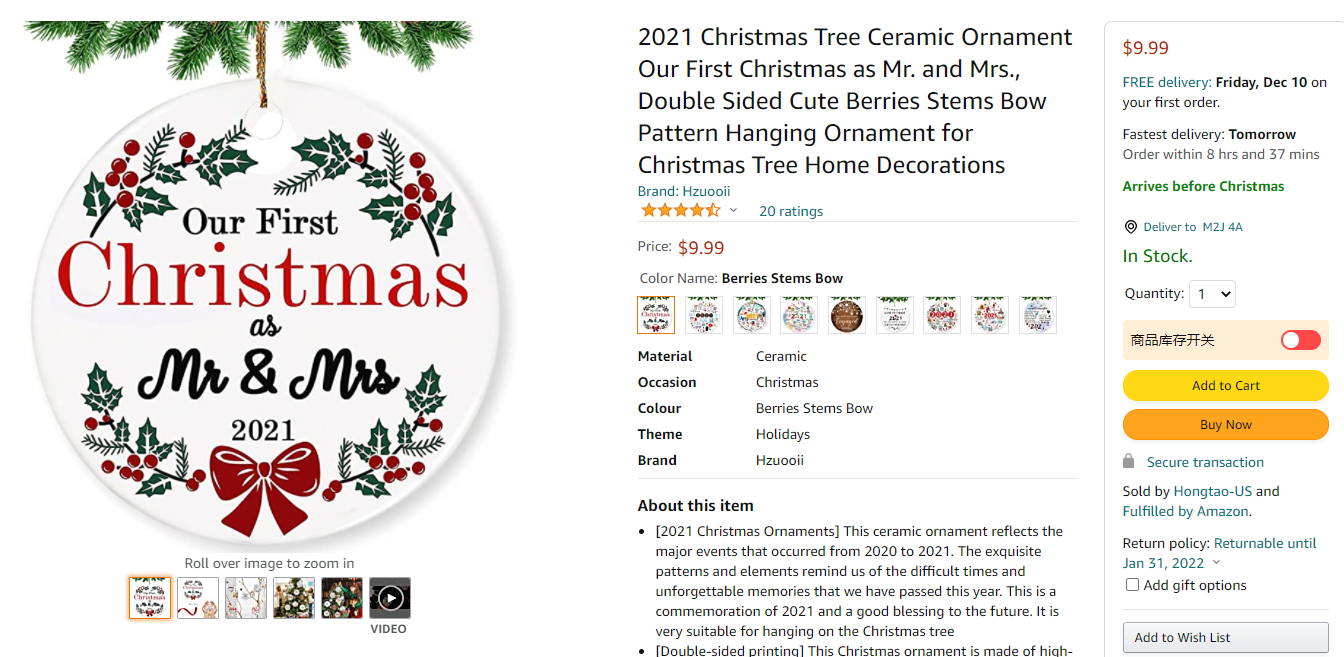 Our First
Christmas
as
Mr & Mrs
2021
Roll over image to zoom in
VIDEO
2021 Christmas Tree Ceramic Ornament
Our First Christmas as Mr. and Mrs.,
Double Sided Cute Berries Stems Bow
Pattern Hanging Ornament for
Christmas Tree Home Decorations
Brand: Hzuooii
20 ratings
Price: $9.99
Color Name: Berries Stems Bow
Material Ceramic
Occasion Christmas
Colour Berries Stems Bow
Theme Holidays
Brand Hzuooii
About this item
[2021 Christmas Ornaments] This ceramic ornament reflects the
major events that occurred from 2020 to 2021. The exquisite
patterns and elements remind us of the difficult times and
unforgettable memories that we have passed this year. This is a
commemoration of 2021 and a good blessing to the future. It is
very suitable for hanging on the Christmas tree
[Double-sided printing] This Christmas ornament is made of high-
$9.99
FREE delivery: Friday, Dec 10 on
your first order.
Fastest delivery: Tomorrow
Order within 8 hrs and 37 mins
Arrives before Christmas
Deliver to M2J 4A
In Stock.
Quantity: 1
商品库存开关
Add to Cart
Buy Now
Secure transaction
Sold by Hongtao-US and
Fulfilled by Amazon.
Return policy: Returnable until
Jan 31, 2022
Add gift options
Add to Wish List